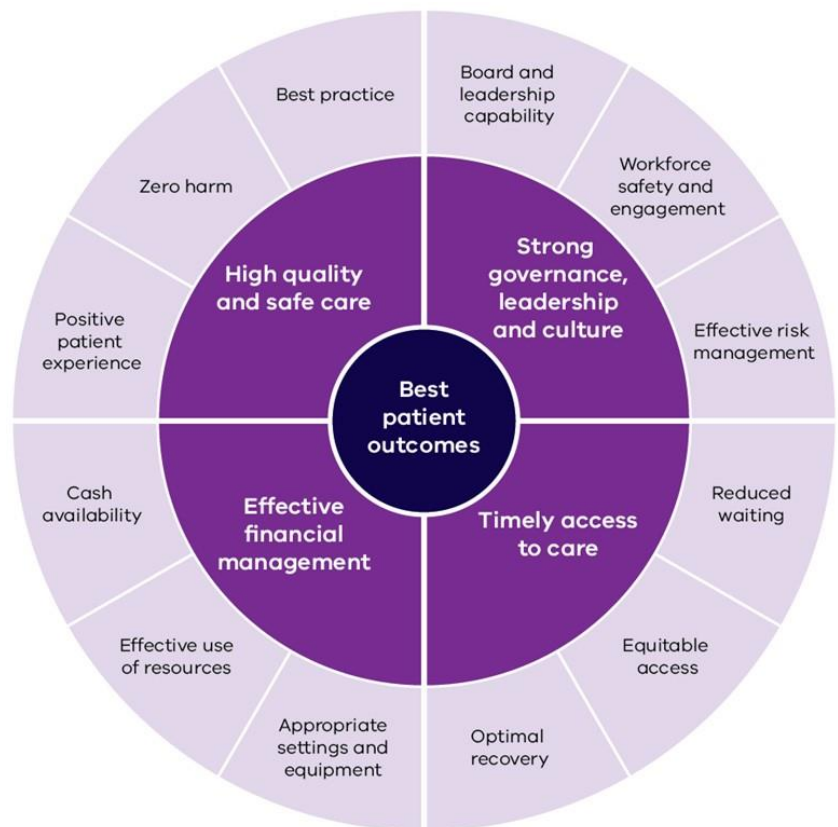 Best practice
Board and
leadership
capability
Zero harm
Workforce
safety and
engagement
Positive
patient
experience
Effective risk
management
High quality
and safe care
Strong
governance,
leadership
and culture
Best
patient
outcomes
Effective
financial
management
Timely access
to care
Cash
availability
Reduced
waiting
Effective use
of resources
Equitable
access
Appropriate
settings and
equipment
Optimal
recovery